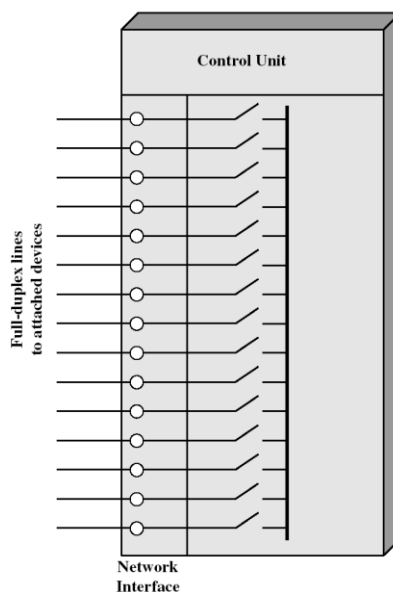 Control Unit
Full-duplex lines
to attached devices
Network
Interface